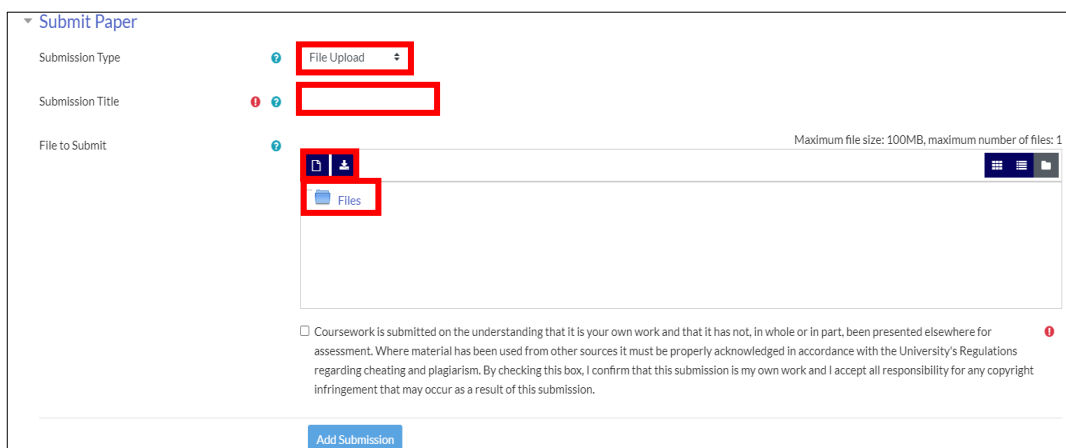 Submit Paper
Submission Type
File Upload
Submission Title
File to Submit
Maximum file size: 100MB, maximum number of files: 1
Files
Coursework is submitted on the understanding that it is your own work and that it has not, in whole or in part, been presented elsewhere for
assessment. Where material has been used from other sources it must be properly acknowledged in accordance with the University's Regulations
regarding cheating and plagiarism. By checking this box, I confirm that this submission is my own work and I accept all responsibility for any copyright
infringement that may occur as a result of this submission.
Add Submission